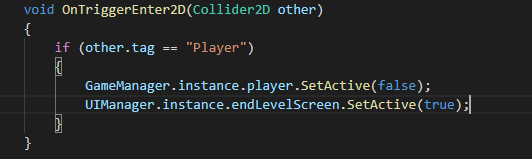 void OnTriggerEnter2D(Collider2D other)
{
if (other.tag == "Player")
{
GameManager.instance.player.SetActive(false);
UIManager.instance.endLevelScreen.SetActive(true);
}
}